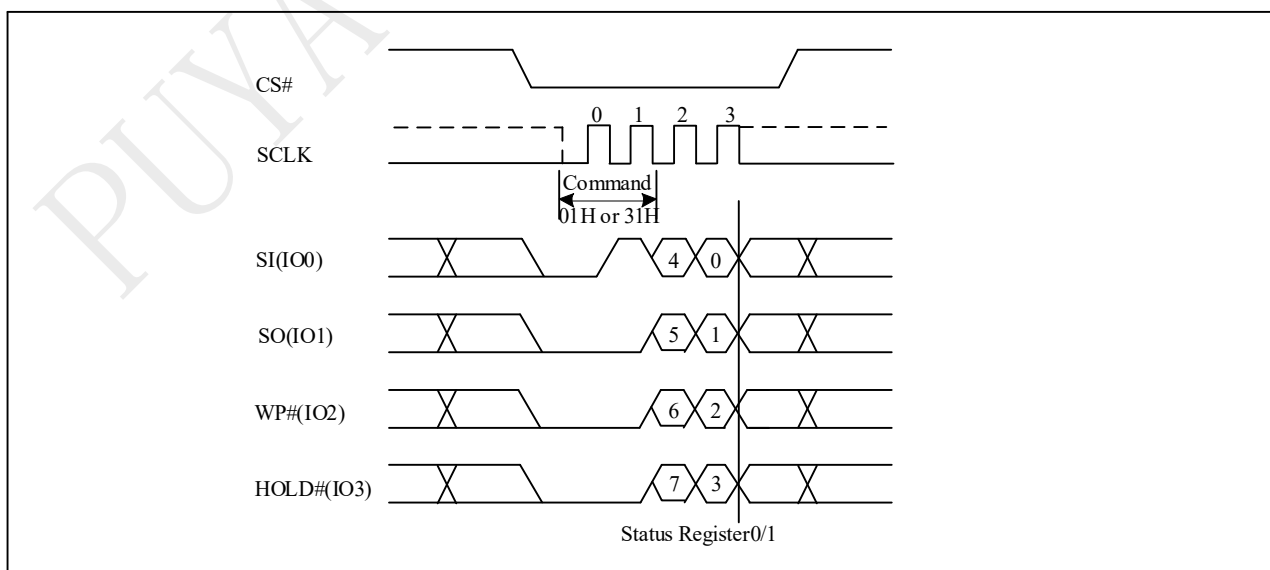 PUYA
CS#
0 1 2 3
SCLK
Command
01H or 31H
SI(IO0)
4 0
SO(IO1)
5 1
WP#(IO2)
6 2
HOLD#(IO3)
7 3
Status Register0/1